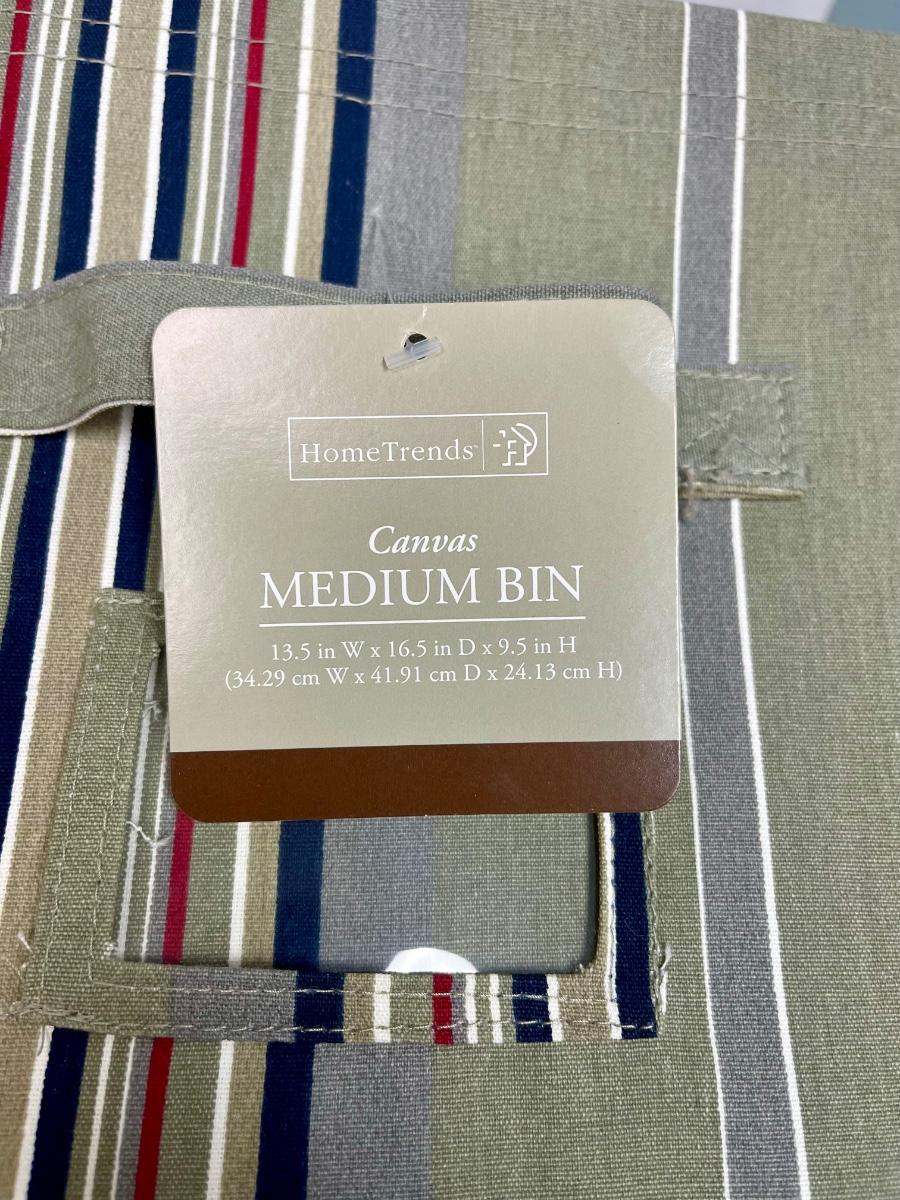 HomeTrends™
Canvas
MEDIUM BIN
13.5 in W x 16.5 in D x 9.5 in H
(34.29 cm W x 41.91 cm D x 24.13 cm H)